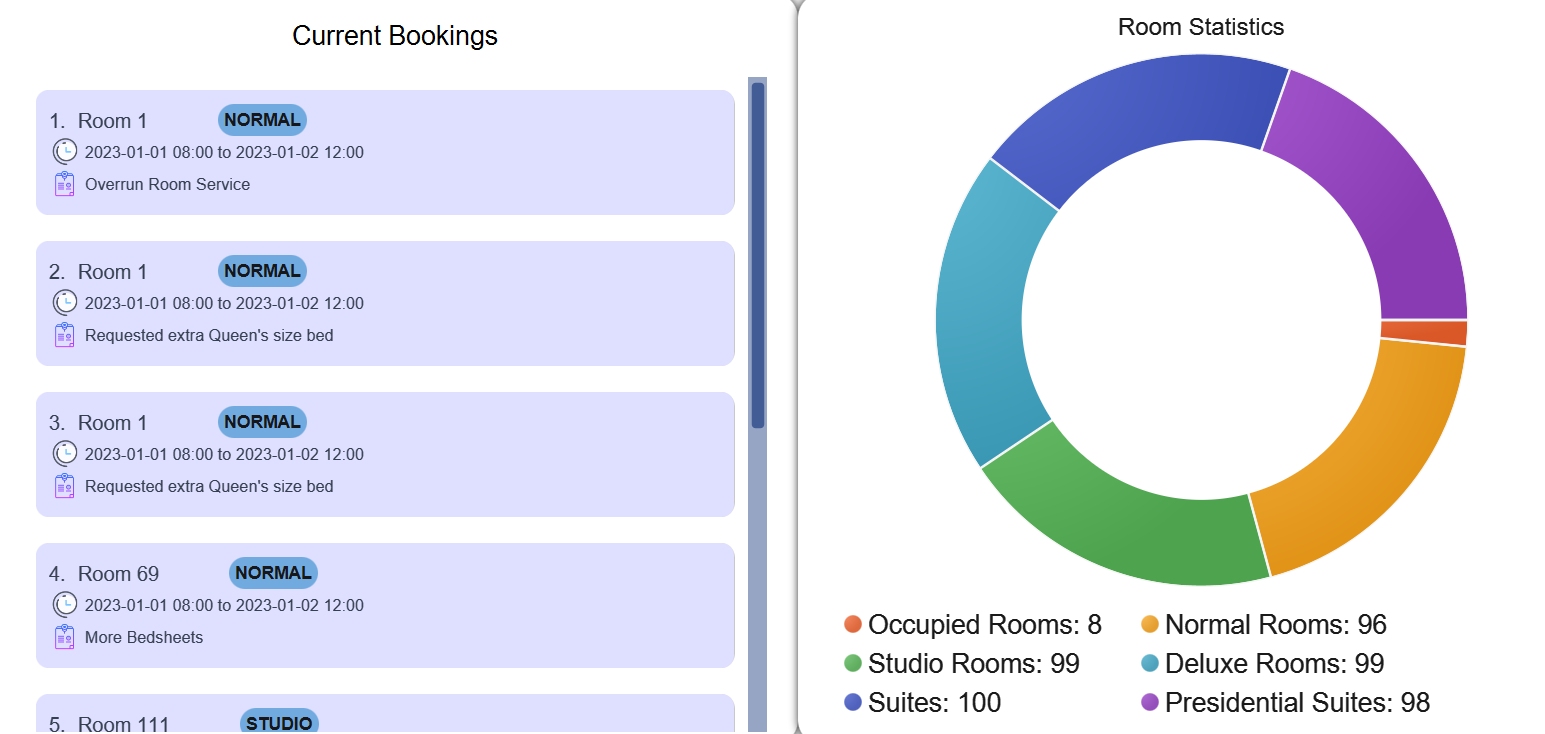 Current Bookings
1. Room 1 NORMAL
2023-01-01 08:00 to 2023-01-02 12:00
Overrun Room Service
2. Room 1 NORMAL
2023-01-01 08:00 to 2023-01-02 12:00
Requested extra Queen's size bed
3. Room 1 NORMAL
2023-01-01 08:00 to 2023-01-02 12:00
Requested extra Queen's size bed
4. Room 69 NORMAL
2023-01-01 08:00 to 2023-01-02 12:00
More Bedsheets
5. Room 111 STUDIO
Room Statistics
Occupied Rooms: 8 Normal Rooms: 96
Studio Rooms: 99 Deluxe Rooms: 99
Suites: 100 Presidential Suites: 98